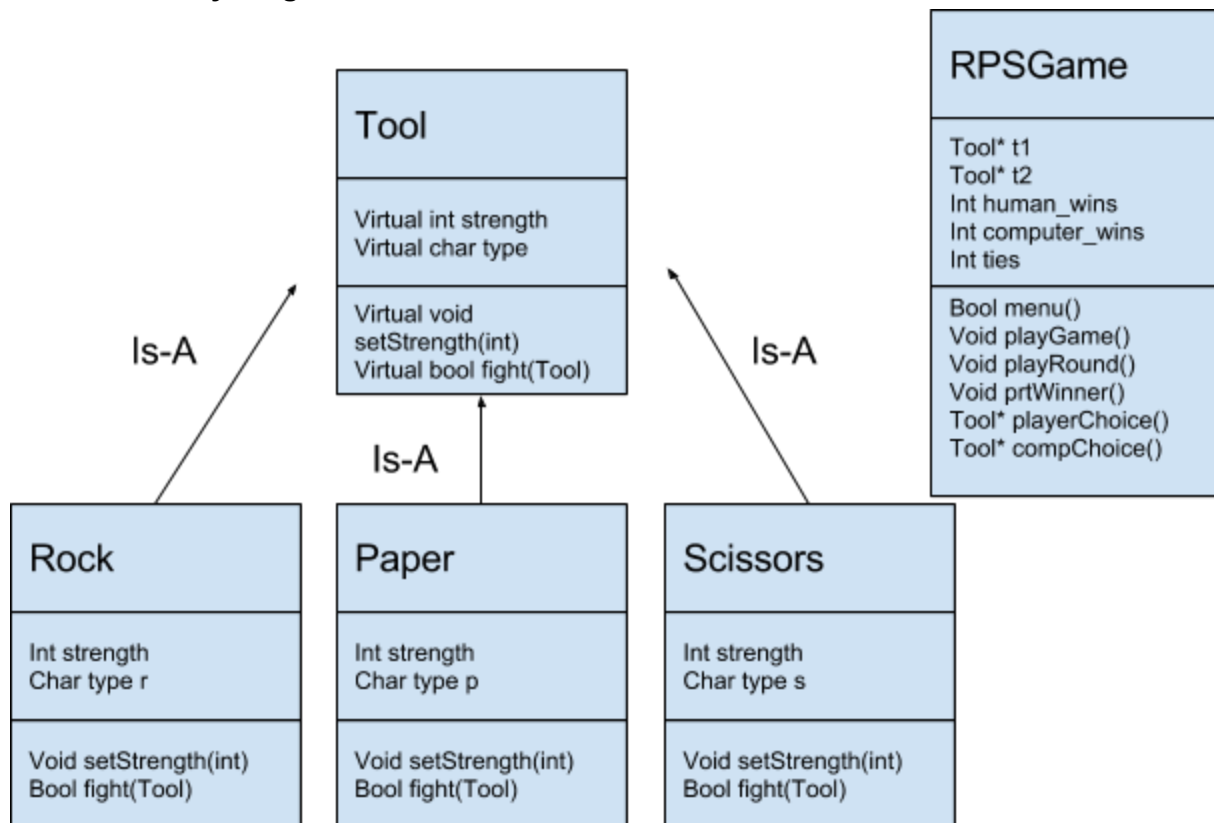 RPSGame
Tool* t1
Tool* t2
Int human_wins
Int computer_wins
Int ties
Bool menu()
Void playGame()
Void playRound()
Void prtWinner()
Tool* playerChoice()
Tool* compChoice()
Tool
Virtual int strength
Virtual char type
Virtual void
setStrength(int)
Virtual bool fight(Tool)
Is-A
Is-A
Is-A
Rock
Int strength
Char type r
Void setStrength(int)
Bool fight(Tool)
Paper
Int strength
Char type p
Void setStrength(int)
Bool fight(Tool)
Scissors
Int strength
Char type s
Void setStrength(int)
Bool fight(Tool)